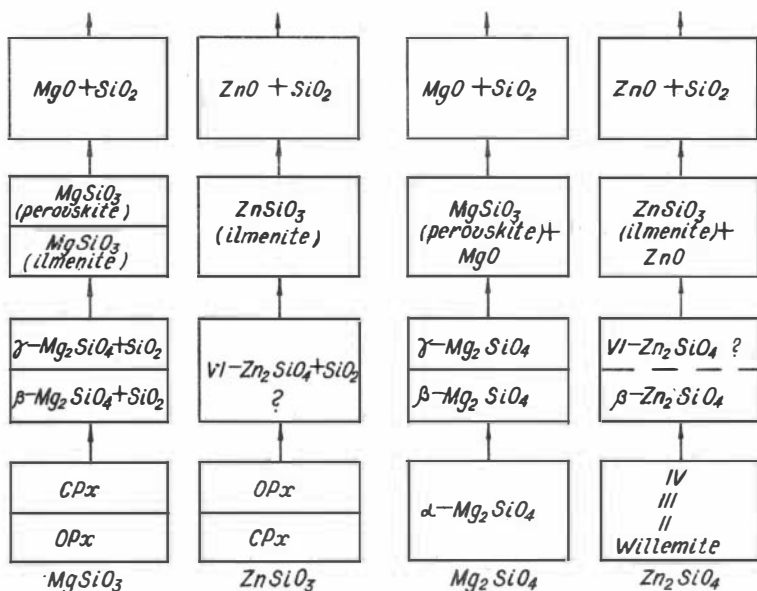 MgO+SiO₂
ZnO+SiO₂
MgO+SiO₂
ZnO+SiO₂
MgSiO₃
(perovskite)
MgSiO₃
(ilmenite)
ZnSiO₃
(ilmenite)
MgSiO₃
(perovskite)+
MgO
ZnSiO₃
(ilmenite)+
ZnO
γ-Mg₂SiO₄+SiO₂
β-Mg₂SiO₄+SiO₂
VI-Zn₂SiO₄+SiO₂
?
γ-Mg₂SiO₄
β-Mg₂SiO₄
VI-Zn₂SiO₄ ?
β-Zn₂SiO₄
CPx
OPx
OPx
CPx
α-Mg₂SiO₄
IV
III
II
Willemite
MgSiO₃
ZnSiO₃
Mg₂SiO₄
Zn₂SiO₄